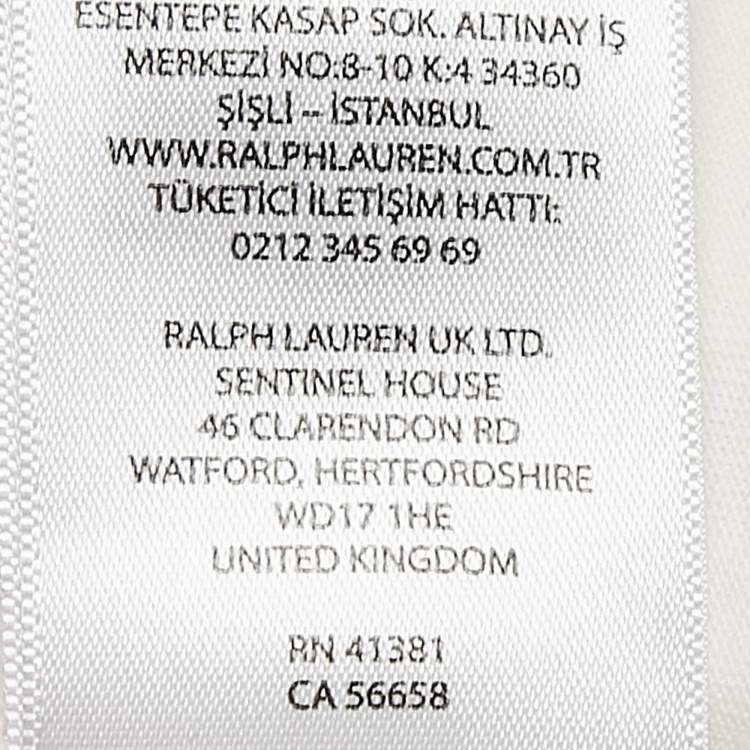 ESENTEPE KASAP SOK. ALTINAY İŞ
MERKEZİ NO:8-10 K:4 34360
ŞİŞLİ – İSTANBUL
WWW.RALPHLAUREN.COM.TR
TÜKETİCİ İLETİŞİM HATTI:
0212 345 69 69
RALPH LAUREN UK LTD.
SENTINEL HOUSE
46 CLARENDON RD
WATFORD, HERTFORDSHIRE
WD17 1HE
UNITED KINGDOM
RN 41381
CA 56658